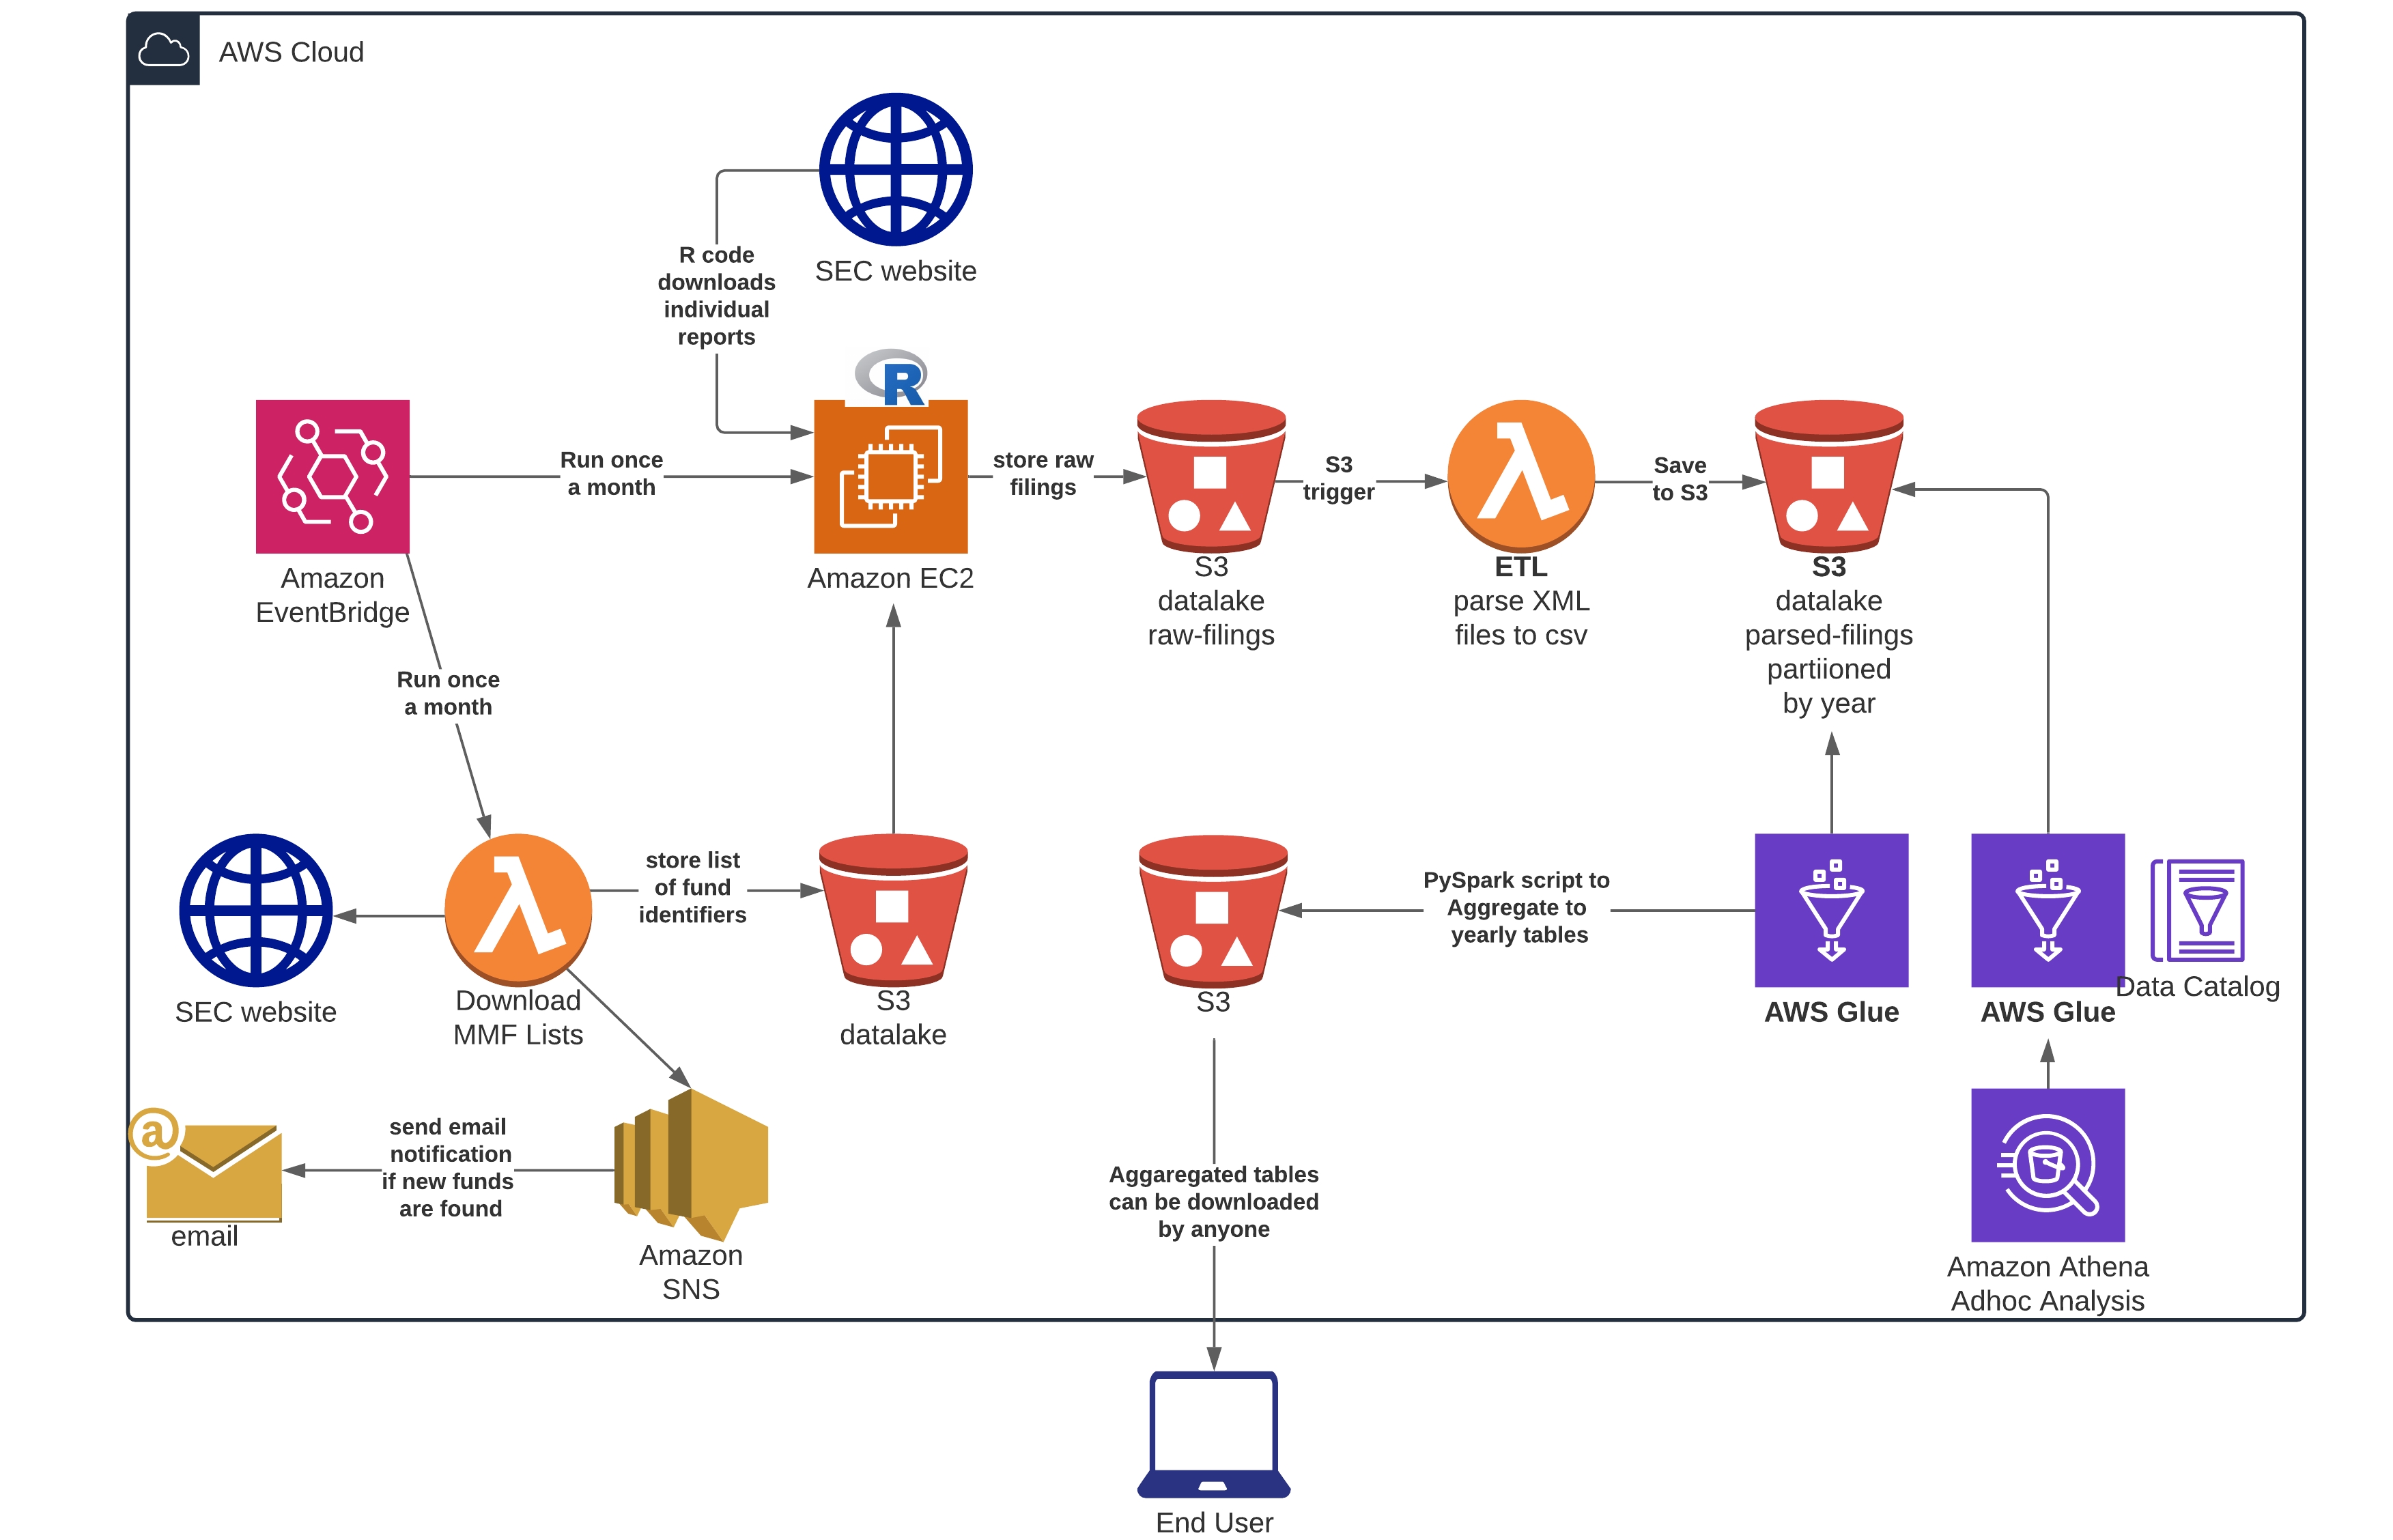 AWS Cloud
SEC website
R code
downloads
individual
reports
R
Run once
a month
Amazon
EventBridge
Amazon EC2
store raw
filings
S3
datalake
raw-filings
S3
trigger
ETL
parse XML
files to csv
Save
to S3
S3
datalake
parsed-filings
partiioned
by year
Run once
a month
SEC website
Download
MMF Lists
store list
of fund
identifiers
S3
datalake
S3
PySpark script to
Aggregate to
yearly tables
AWS Glue
AWS Glue
Data Catalog
@
email
send email
notification
if new funds
are found
Amazon
SNS
Aggaregated tables
can be downloaded
by anyone
Amazon Athena
Adhoc Analysis
End User